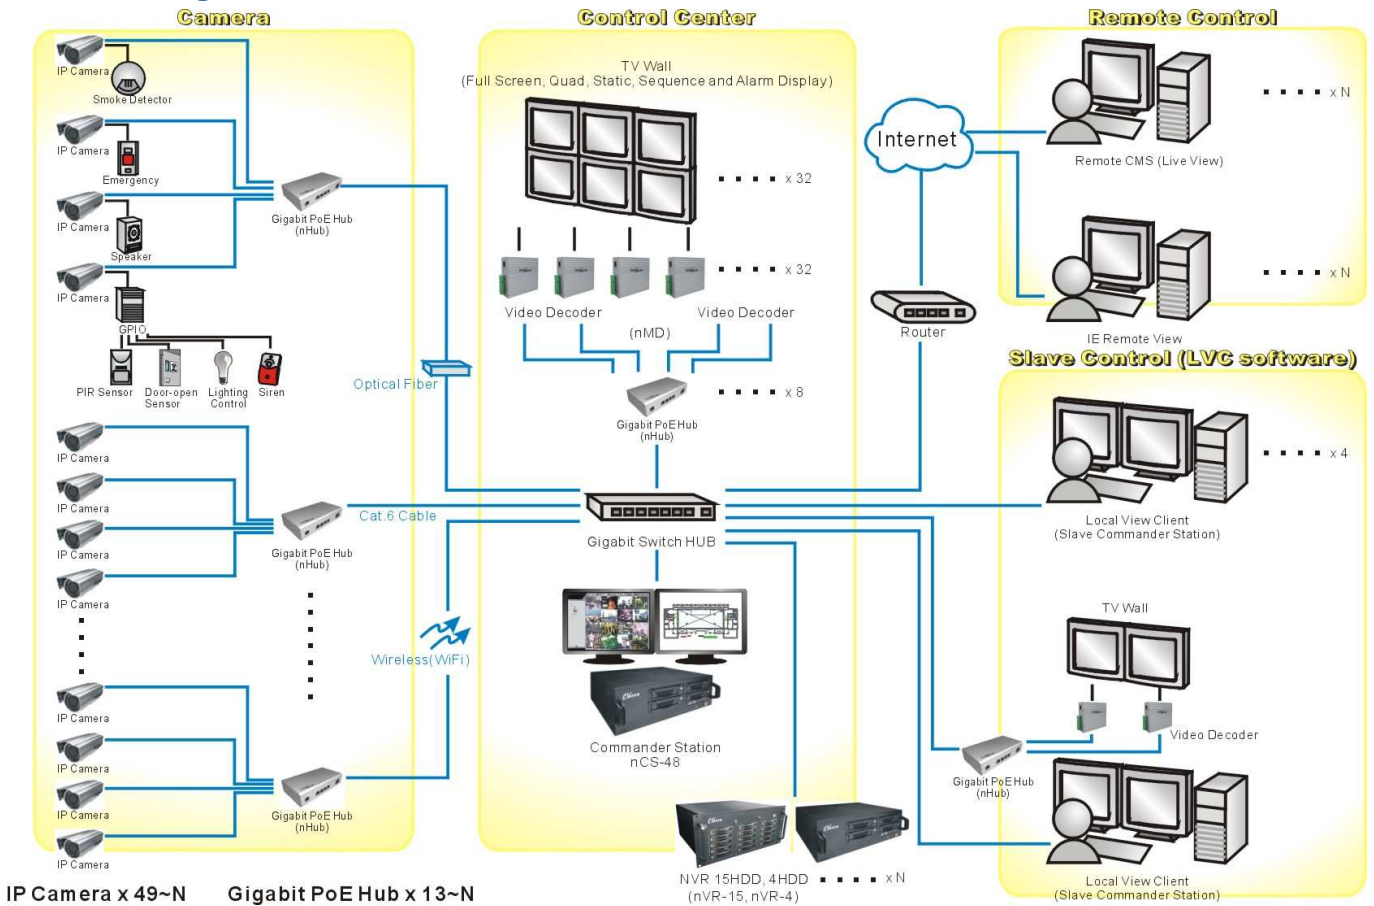 Camera
IP Camera
Smoke Detector
IP Camera
Emergency
IP Camera
Speaker
IP Camera
GPIO
PIR Sensor
Door-open
Sensor
Lighting
Control
Siren
Gigabit PoE Hub
(nHub)
IP Camera
IP Camera
IP Camera
IP Camera
Gigabit PoE Hub
(nHub)
IP Camera
IP Camera
IP Camera
IP Camera
Gigabit PoE Hub
(nHub)
IP Camera x 49~N
Gigabit PoE Hub x 13~N
Optical Fiber
Cat.6 Cable
Wireless(WiFi)
Control Center
TV Wall
(Full Screen, Quad, Static, Sequence and Alarm Display)
x 32
x 32
Video Decoder
Video Decoder
(nMD)
x 8
Gigabit PoE Hub
(nHub)
Gigabit Switch HUB
Commander Station
nCS-48
NVR 15HDD, 4HDD
x N
(nVR-15, nVR-4)
Internet
Router
Remote Control
x N
Remote CMS (Live View)
x N
IE Remote View
Slave Control (LVC software)
x 4
Local View Client
(Slave Commander Station)
TV Wall
Video Decoder
Gigabit PoE Hub
(nHub)
Local View Client
(Slave Commander Station)